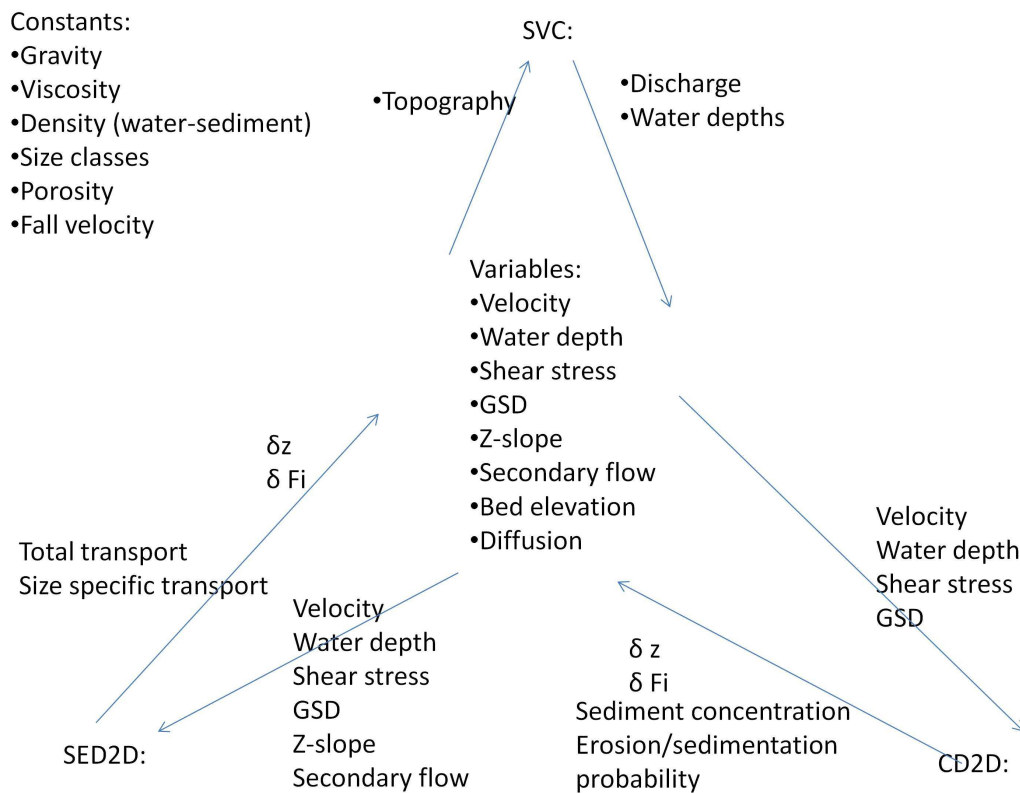 Constants:
•Gravity
•Viscosity
•Density (water-sediment)
•Size classes
•Porosity
•Fall velocity
SVC:
•Topography
•Discharge
•Water depths
Variables:
•Velocity
•Water depth
•Shear stress
•GSD
•Z-slope
•Secondary flow
•Bed elevation
•Diffusion
δz
δ Fi
Total transport
Size specific transport
Velocity
Water depth
Shear stress
GSD
Z-slope
Secondary flow
SED2D:
δ z
δ Fi
Sediment concentration
Erosion/sedimentation
probability
Velocity
Water depth
Shear stress
GSD
CD2D: